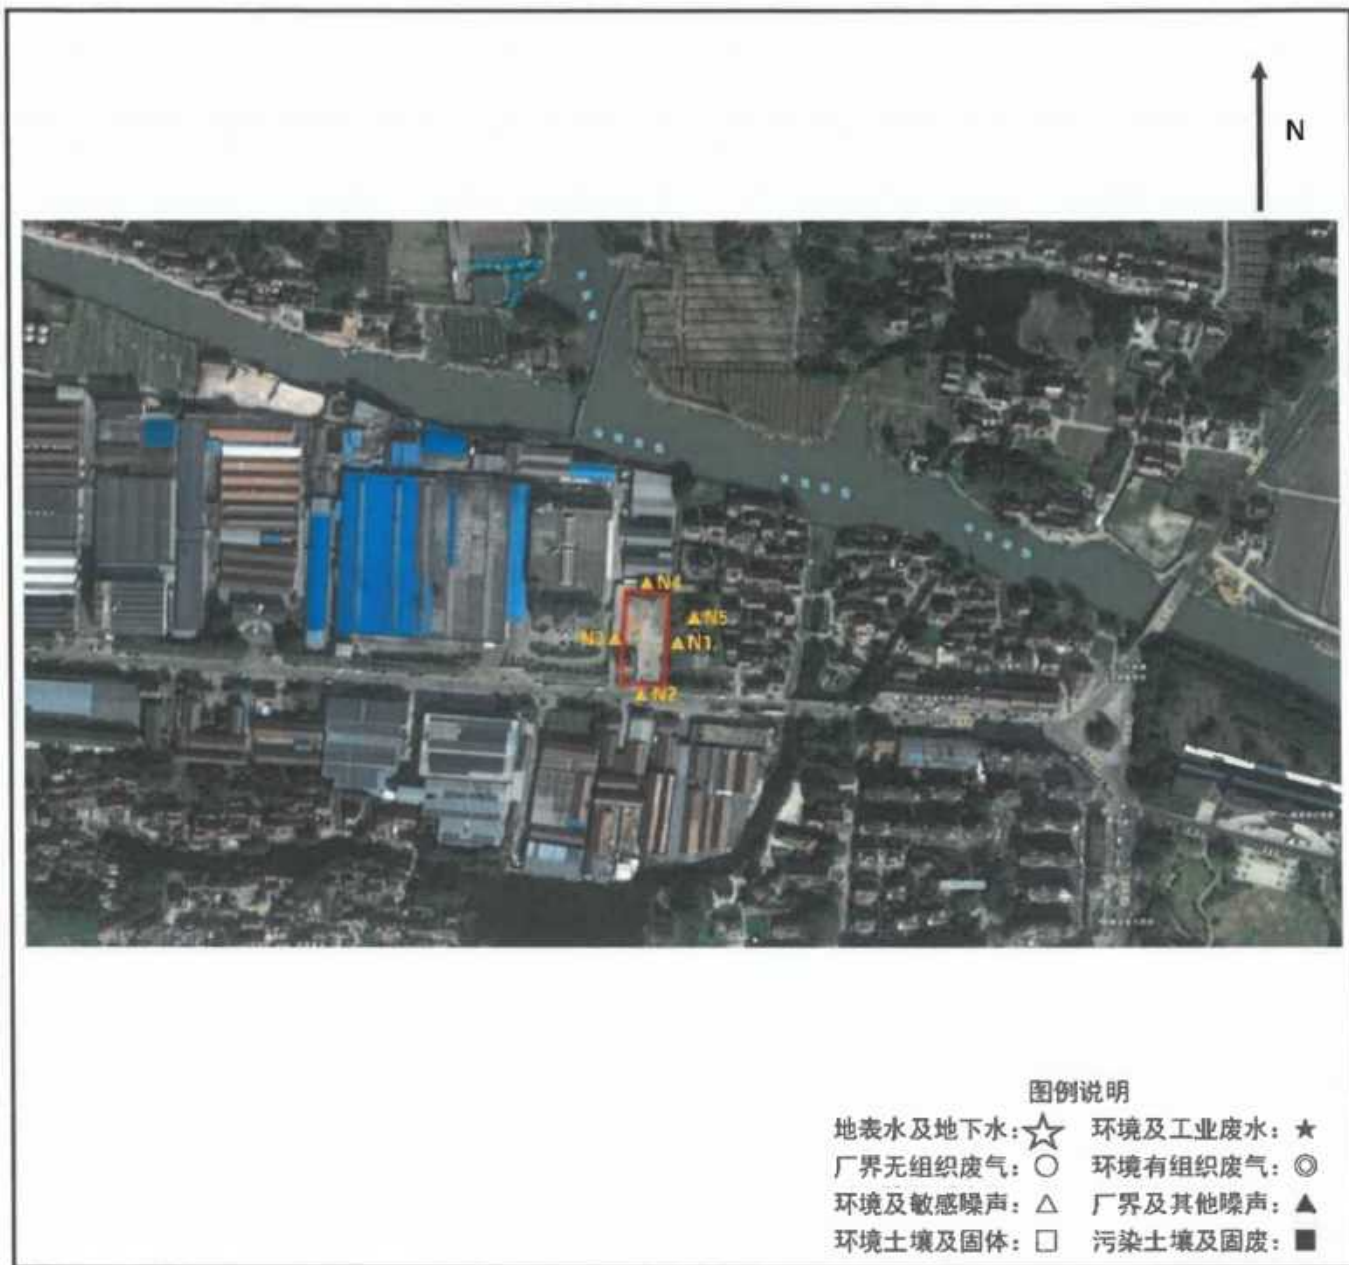 N
▲N4
▲N5
N3▲
▲N1
▲N2
图例说明
地表水及地下水：☆ 环境及工业废水：★
厂界无组织废气：○ 环境有组织废气：◎
环境及敏感噪声：△ 厂界及其他噪声：▲
环境土壤及固体：□ 污染土壤及固废：■